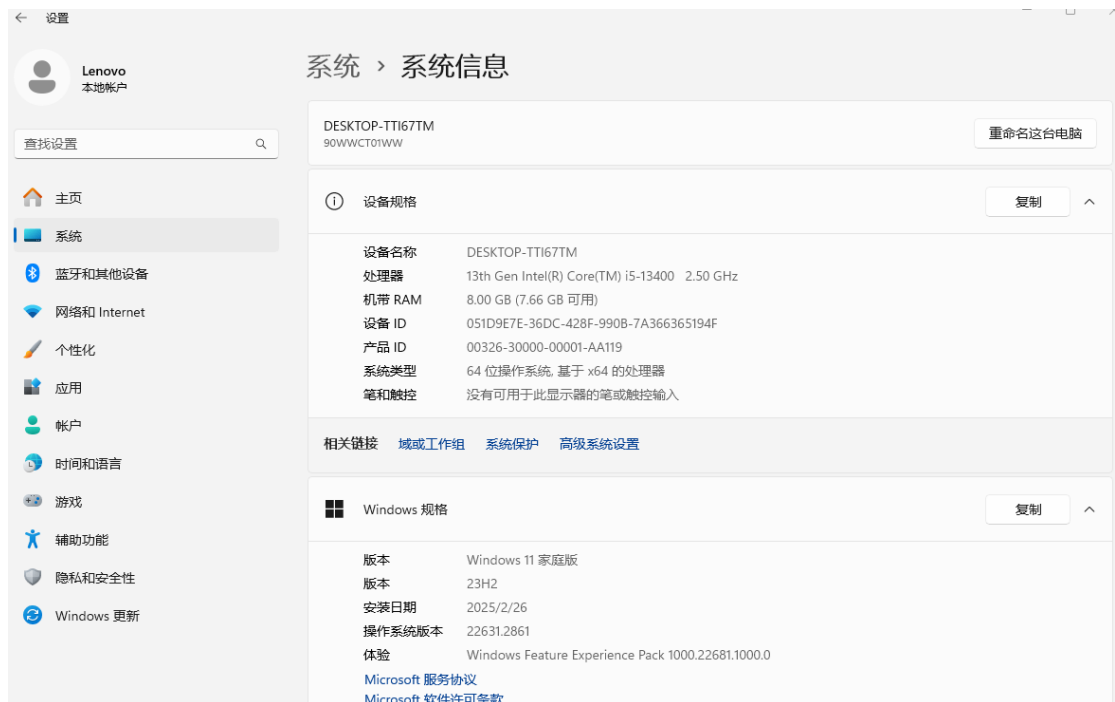 设置
Lenovo
本地帐户
查找设置
主页
系统
蓝牙和其他设备
网络和 Internet
个性化
应用
帐户
时间和语言
游戏
辅助功能
隐私和安全性
Windows 更新
系统 › 系统信息
DESKTOP-TTI67TM
90WWCT01WW
重命名这台电脑
设备规格
复制
设备名称 DESKTOP-TTI67TM
处理器 13th Gen Intel(R) Core(TM) i5-13400 2.50 GHz
机带 RAM 8.00 GB (7.66 GB 可用)
设备 ID 051D9E7E-36DC-428F-990B-7A366365194F
产品 ID 00326-30000-00001-AA119
系统类型 64 位操作系统, 基于 x64 的处理器
笔和触控 没有可用于此显示器的笔或触控输入
相关链接 域或工作组 系统保护 高级系统设置
Windows 规格
复制
版本 Windows 11 家庭版
版本 23H2
安装日期 2025/2/26
操作系统版本 22631.2861
体验 Windows Feature Experience Pack 1000.22681.1000.0
Microsoft 服务协议
Microsoft 软件许可条款